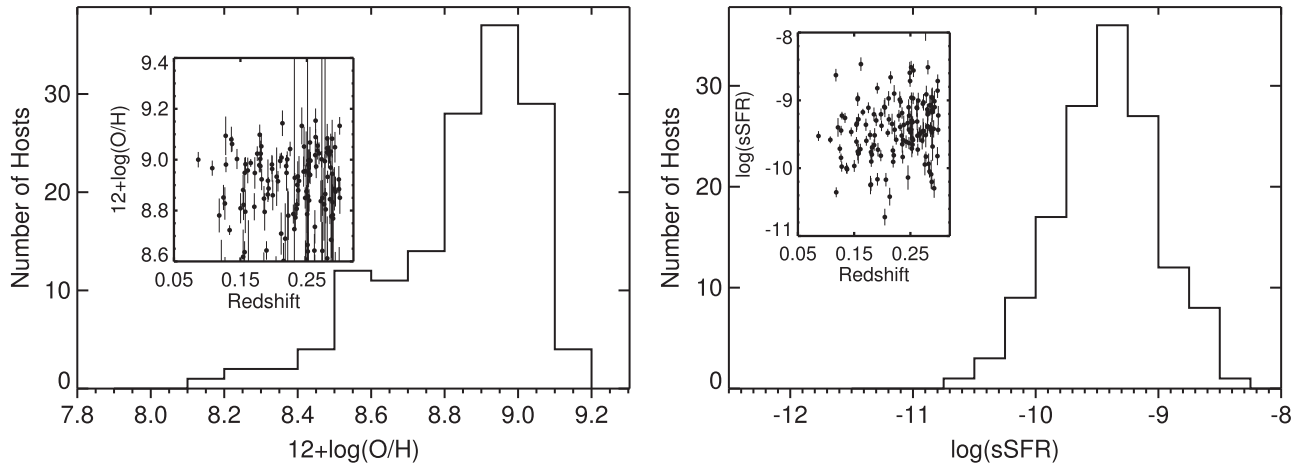 Number of Hosts
30
20
10
0
7.8 8.0 8.2 8.4 8.6 8.8 9.0 9.2
12+log(O/H)
12+log(O/H)
9.4
9.2
9.0
8.8
8.6
0.05 0.15 0.25
Redshift
Number of Hosts
30
20
10
0
-12 -11 -10 -9 -8
log(sSFR)
log(sSFR)
-8
-9
-10
-11
0.05 0.15 0.25
Redshift